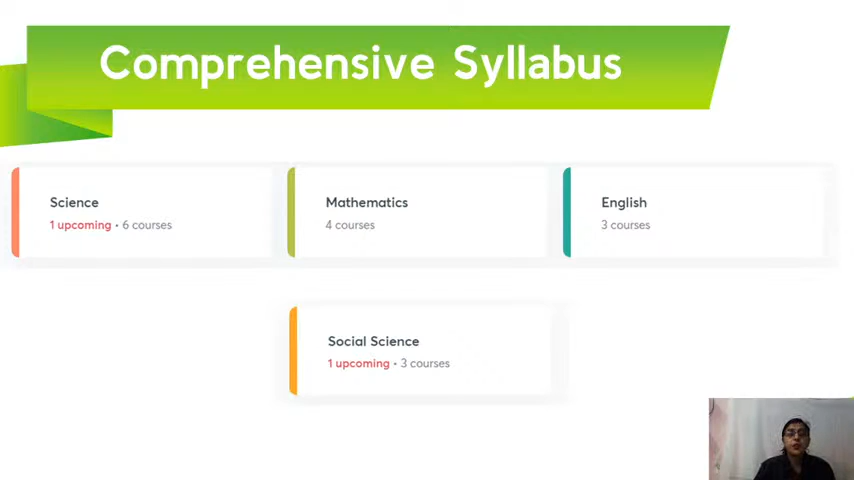 Comprehensive Syllabus
Science
1 upcoming • 6 courses
Mathematics
4 courses
English
3 courses
Social Science
1 upcoming • 3 courses